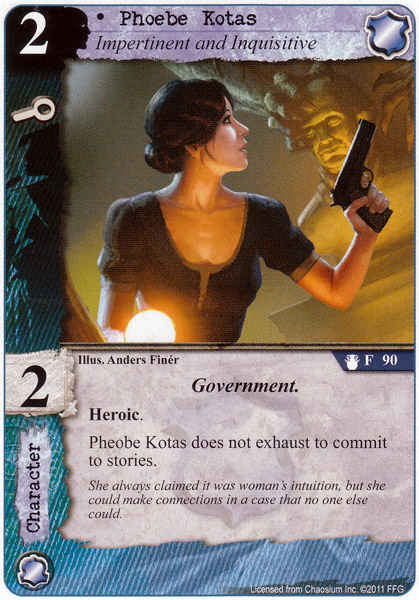 2
• Phoebe Kotas
Impertinent and Inquisitive
Illus. Anders Finér
F 90
2
Government.
Heroic.
Pheobe Kotas does not exhaust to commit
to stories.
She always claimed it was woman's intuition, but she
could make connections in a case that no one else
could.
Character
Licensed from Chaosium Inc. ©2011 FFG